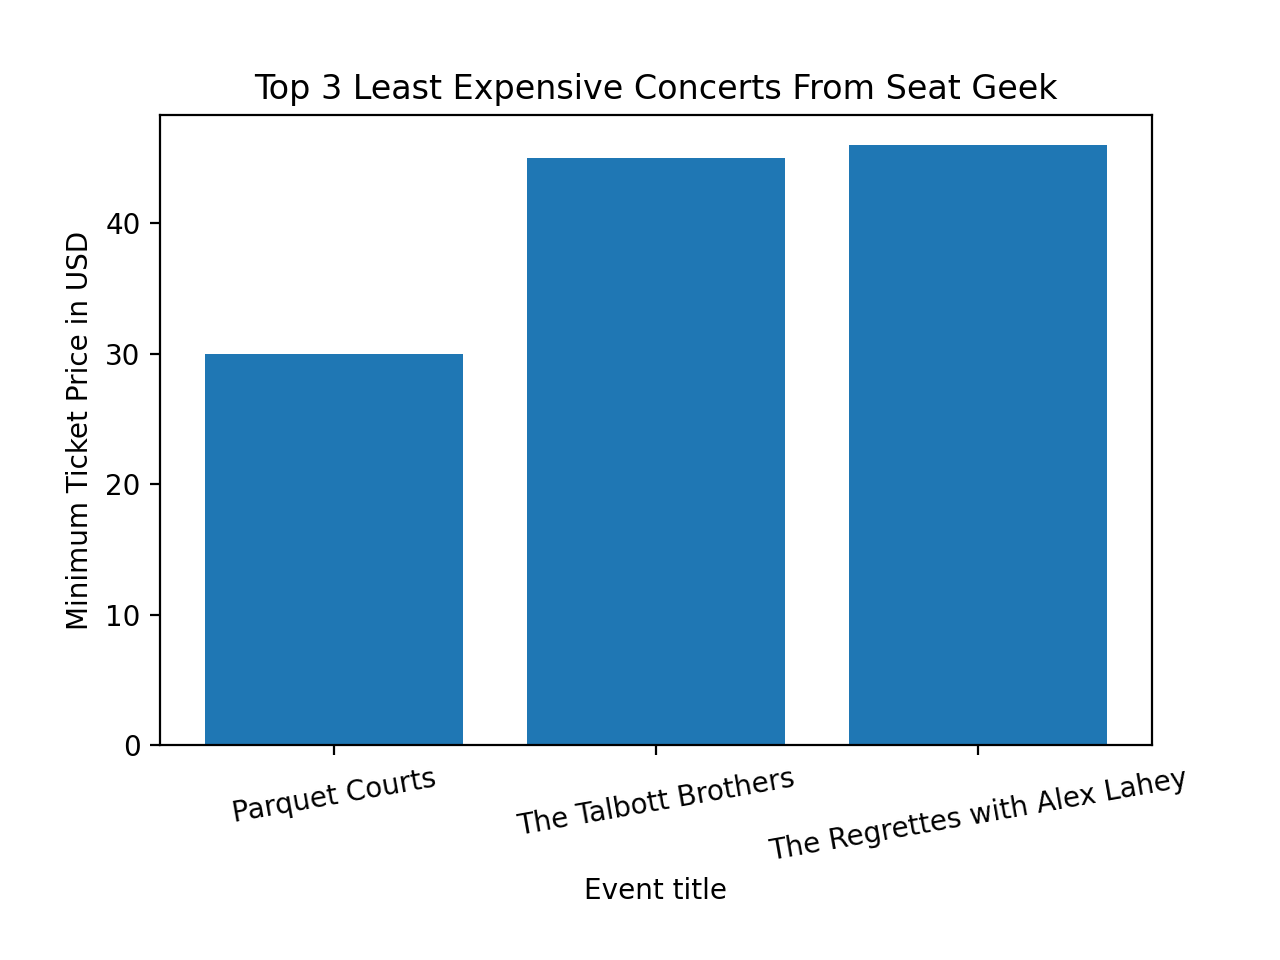 Top 3 Least Expensive Concerts From Seat Geek
Minimum Ticket Price in USD
40
30
20
10
0
Parquet Courts
The Talbott Brothers
The Regrettes with Alex Lahey
Event title